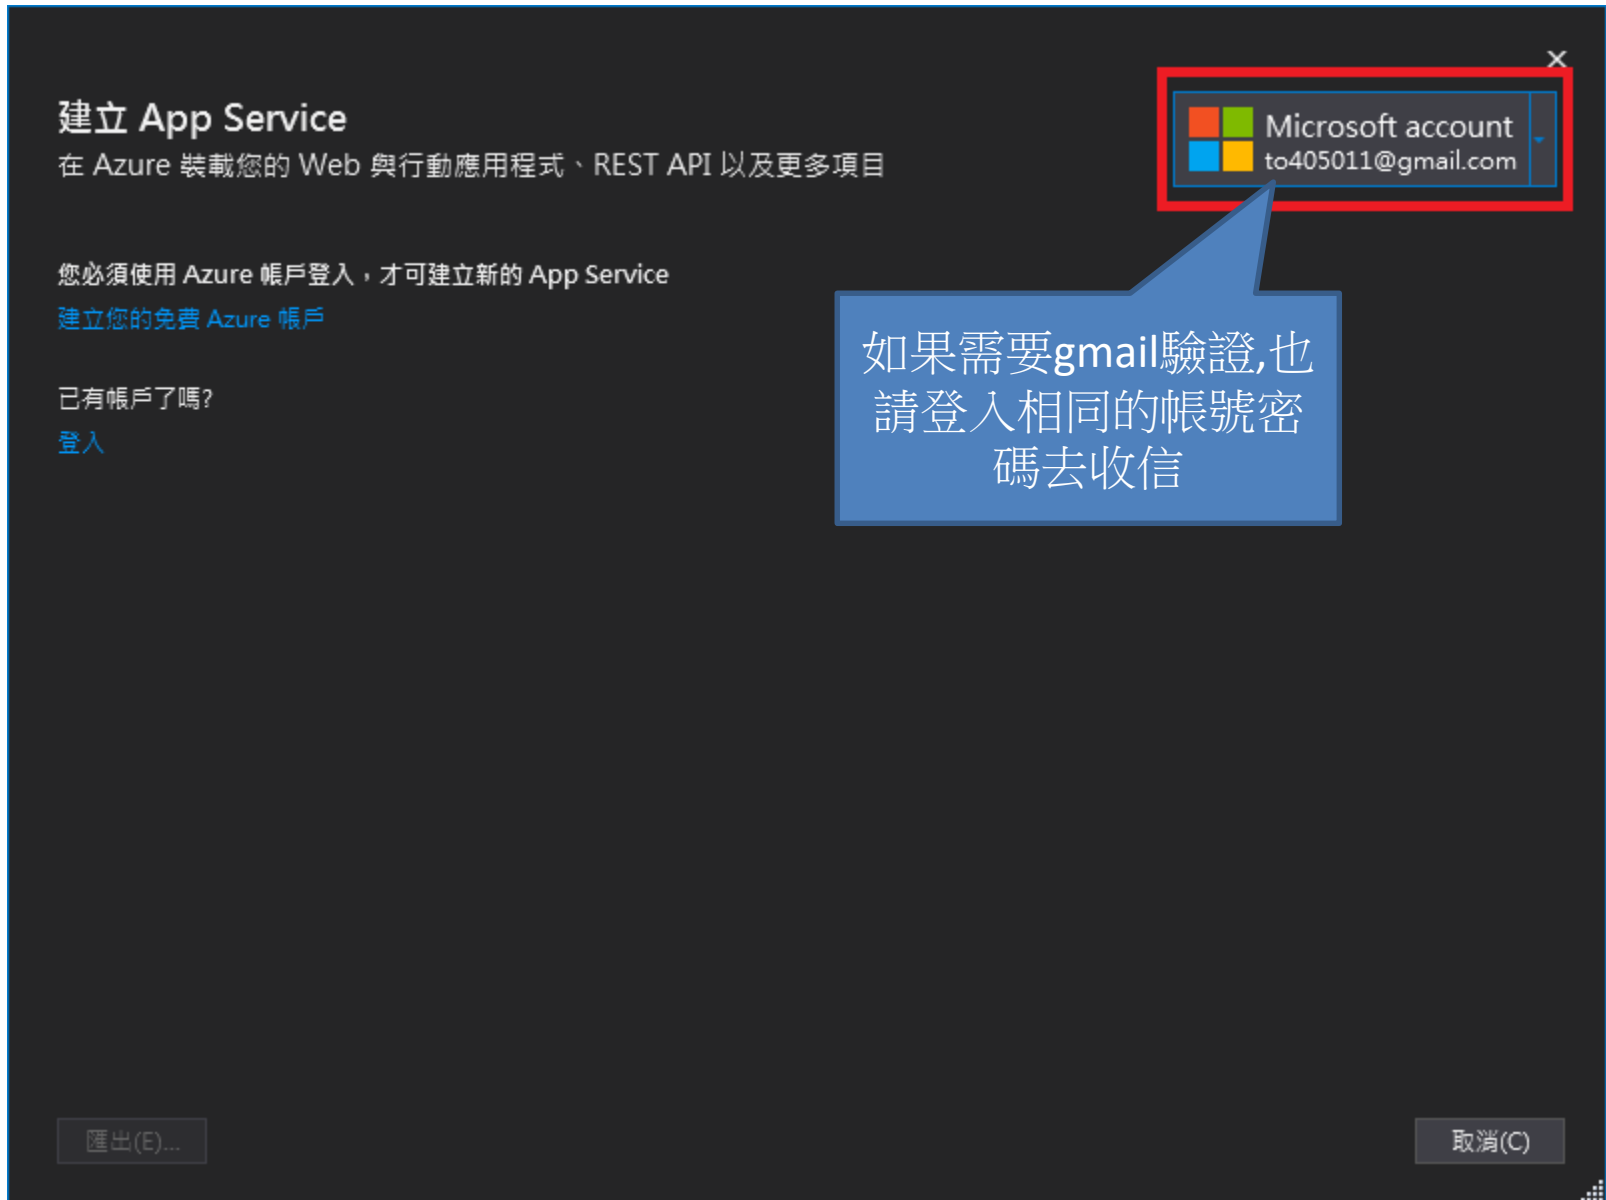 建立 App Service
在 Azure 裝載您的 Web 與行動應用程式、REST API 以及更多項目
Microsoft account
to405011@gmail.com
您必須使用 Azure 帳戶登入，才可建立新的 App Service
建立您的免費 Azure 帳戶
已有帳戶了嗎?
登入
如果需要gmail驗證,也
請登入相同的帳號密
碼去收信
匯出(E)...
取消(C)